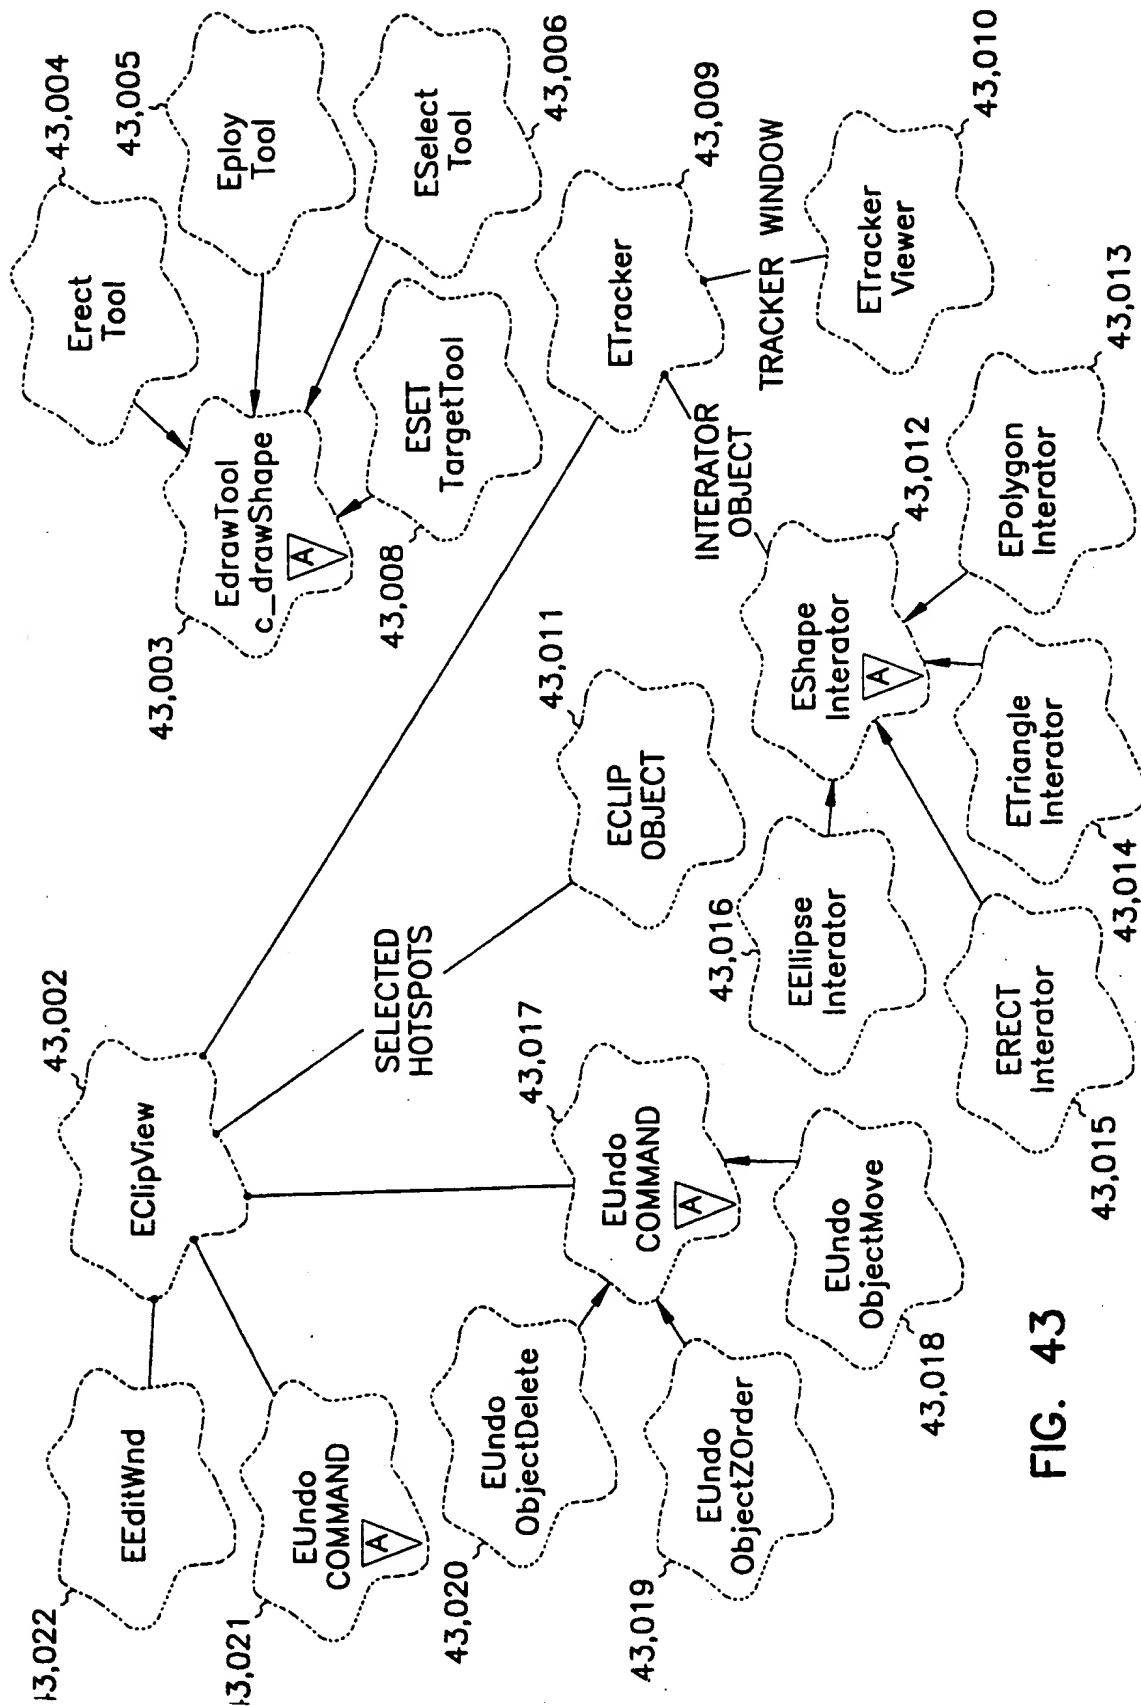 43,002
EClipView
43,022
EEditWnd
43,021
EUndo
COMMAND
A
43,020
EUndo
ObjectDelete
43,019
EUndo
ObjectZOrder
43,018
EUndo
ObjectMove
43,017
EUndo
COMMAND
A
SELECTED
HOTSPOTS
43,011
ECLIP
OBJECT
43,003
EdrawTool
c_drawShape
A
43,004
Erect
Tool
43,005
Eploy
Tool
43,006
ESelect
Tool
43,008
ESET
TargetTool
43,009
ETracker
TRACKER WINDOW
43,010
ETracker
Viewer
INTERATOR
OBJECT
43,012
EShape
Interator
A
43,013
EPolygon
Interator
43,014
ETriangle
Interator
43,015
ERECT
Interator
43,016
EEllipse
Interator
FIG. 43